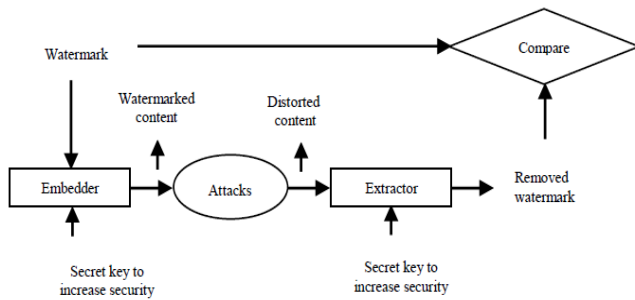 Compare
Watermark
Watermarked
content
Distorted
content
Embedder
Attacks
Extractor
Removed
watermark
Secret key to
increase security
Secret key to
increase security